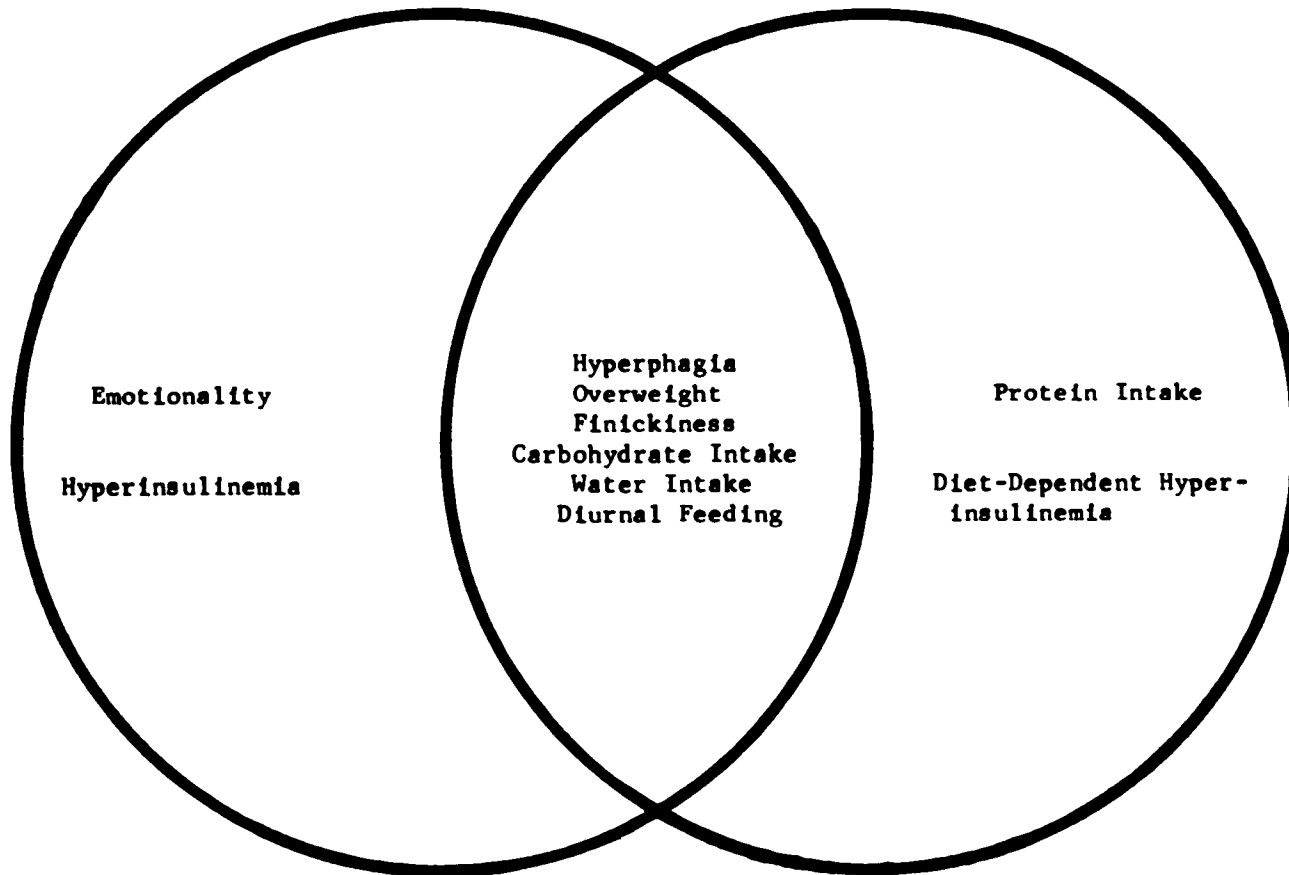 Emotionality
Hyperinsulinemia
Hyperphagia
Overweight
Finickiness
Carbohydrate Intake
Water Intake
Diurnal Feeding
Protein Intake
Diet-Dependent Hyper-
insulinemia